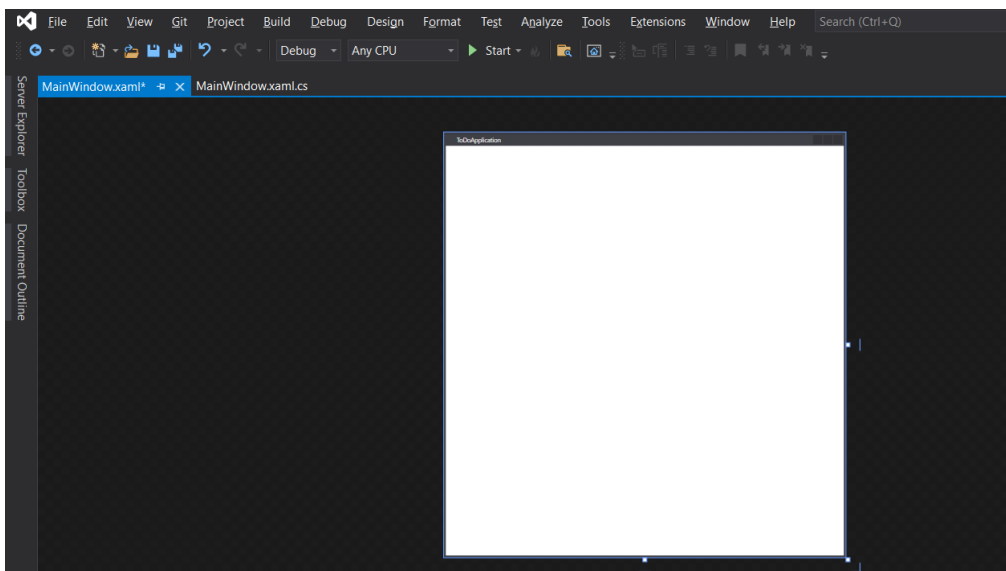 File Edit View Git Project Build Debug Design Format Test Analyze Tools Extensions Window Help Search (Ctrl+Q)
Debug Any CPU Start
MainWindow.xaml* MainWindow.xaml.cs
Server Explorer
Toolbox
Document Outline
ToDoApplication